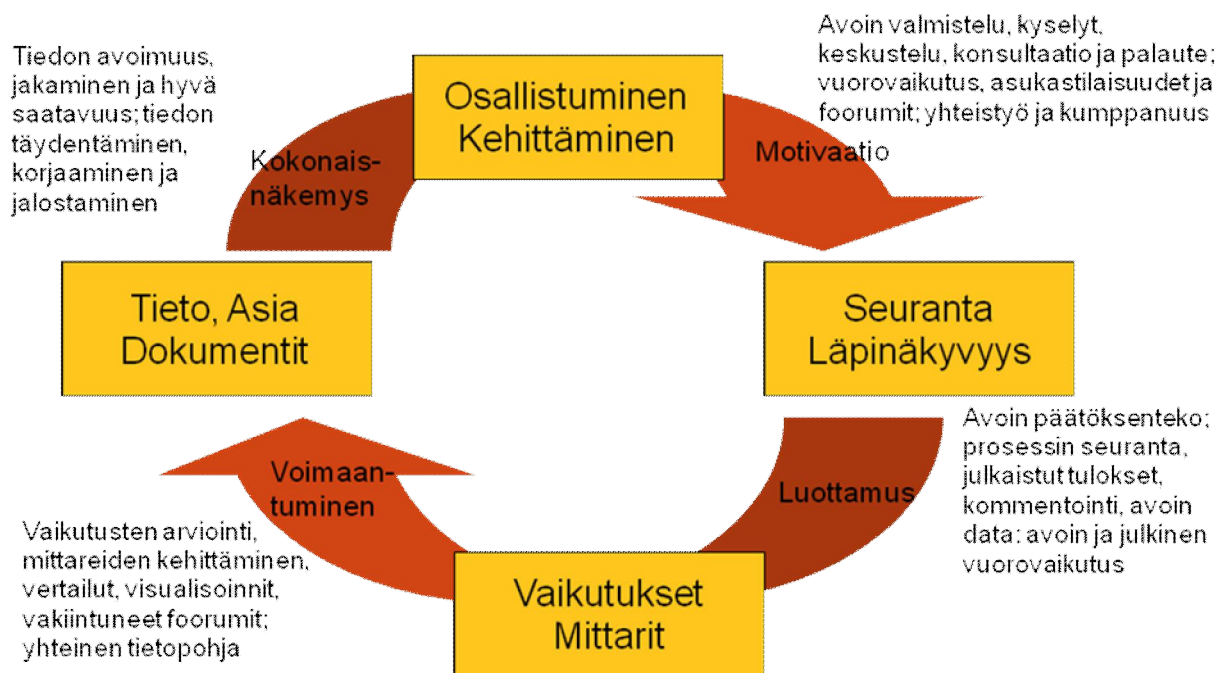 Tiedon avoimuus,
jakaminen ja hyvä
saatavuus; tiedon
täydentäminen,
korjaaminen ja
jalostaminen
Osallistuminen
Kehittäminen
Avoin valmistelu, kyselyt,
keskustelu, konsultaatio ja palaute;
vuorovaikutus, asukastilaisuudet ja
foorumit; yhteistyö ja kumppanuus
Kokonais-
näkemys
Motivaatio
Tieto, Asia
Dokumentit
Seuranta
Läpinäkyvyys
Avoin päätöksenteko;
prosessin seuranta,
julkaistut tulokset,
kommentointi, avoin
data; avoin ja julkinen
vuorovaikutus
Voimaan-
tuminen
Luottamus
Vaikutusten arviointi,
mittareiden kehittäminen,
vertailut, visualisoinnit,
vakiintuneet foorumit;
yhteinen tietopohja
Vaikutukset
Mittarit